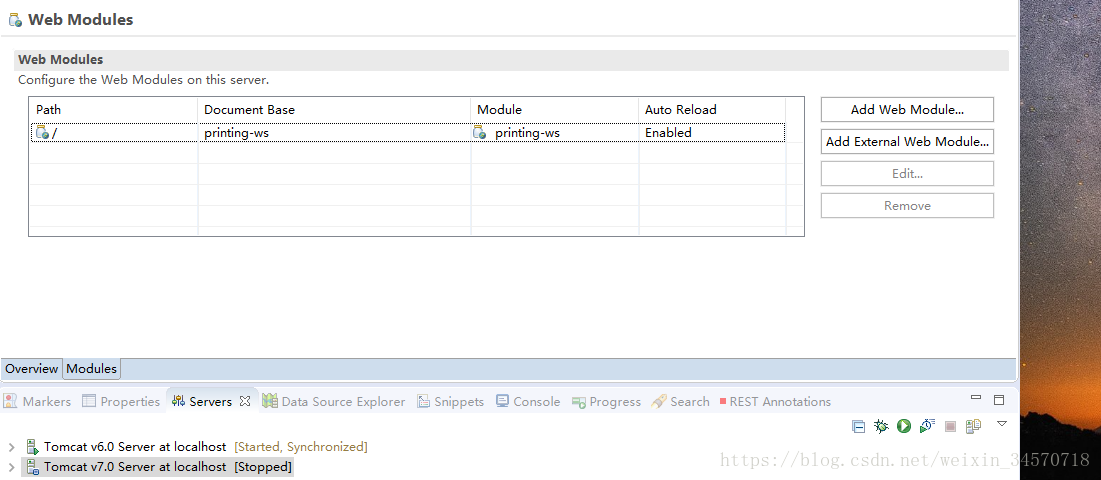 Web Modules
Web Modules
Configure the Web Modules on this server.
Path Document Base Module Auto Reload
/ printing-ws printing-ws Enabled
Add Web Module...
Add External Web Module...
Edit...
Remove
Overview Modules
Markers Properties Servers Data Source Explorer Snippets Console Progress Search REST Annotations
Tomcat v6.0 Server at localhost [Started, Synchronized]
Tomcat v7.0 Server at localhost [Stopped]
https://blog.csdn.net/weixin_34570718